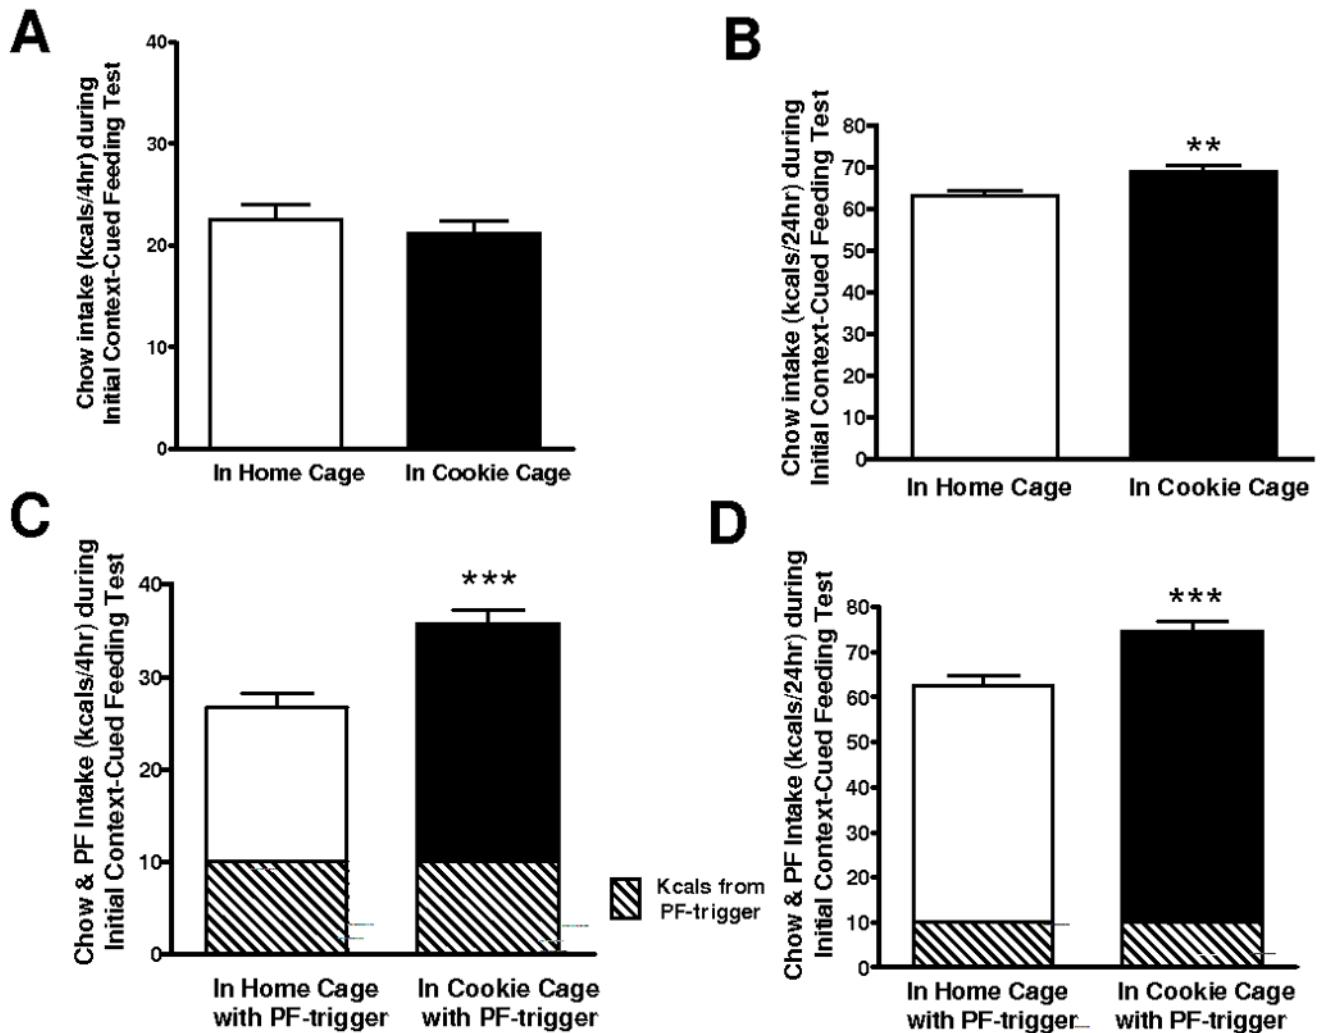 A
Chow intake (kcals/4hr) during
Initial Context-Cued Feeding Test
40
30
20
10
0
In Home Cage
In Cookie Cage
B
Chow intake (kcals/24hr) during
Initial Context-Cued Feeding Test
80
70
60
50
40
30
20
10
0
**
In Home Cage
In Cookie Cage
C
Chow & PF Intake (kcals/4hr) during
Initial Context-Cued Feeding Test
40
30
20
10
0
***
In Home Cage
with PF-trigger
In Cookie Cage
with PF-trigger
Kcals from
PF-trigger
D
Chow & PF Intake (kcals/24hr) during
Initial Context-Cued Feeding Test
80
70
60
50
40
30
20
10
0
***
In Home Cage
with PF-trigger
In Cookie Cage
with PF-trigger